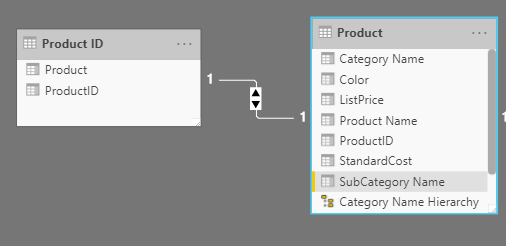 Product ID
...
Product
ProductID
1
1
Product
...
Category Name
Color
ListPrice
Product Name
ProductID
StandardCost
SubCategory Name
Category Name Hierarchy
1